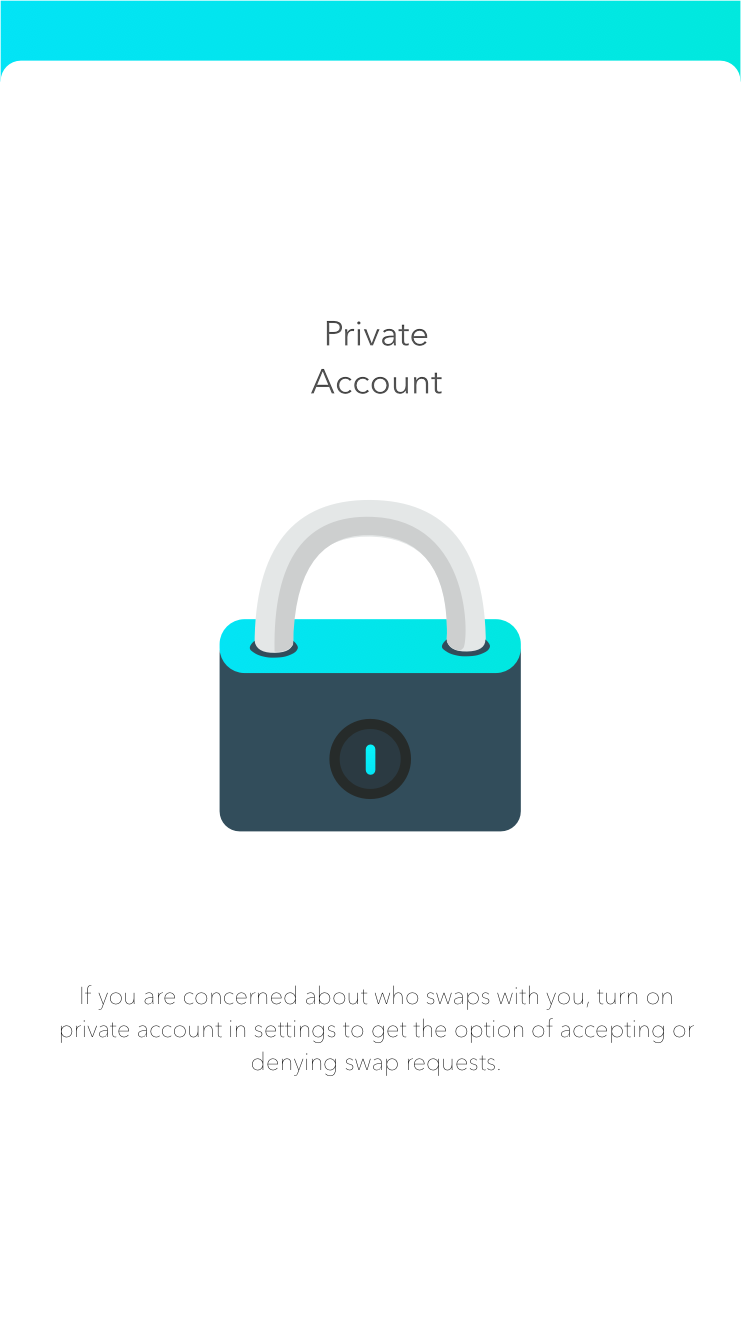 Private
Account
If you are concerned about who swaps with you, turn on
private account in settings to get the option of accepting or
denying swap requests.